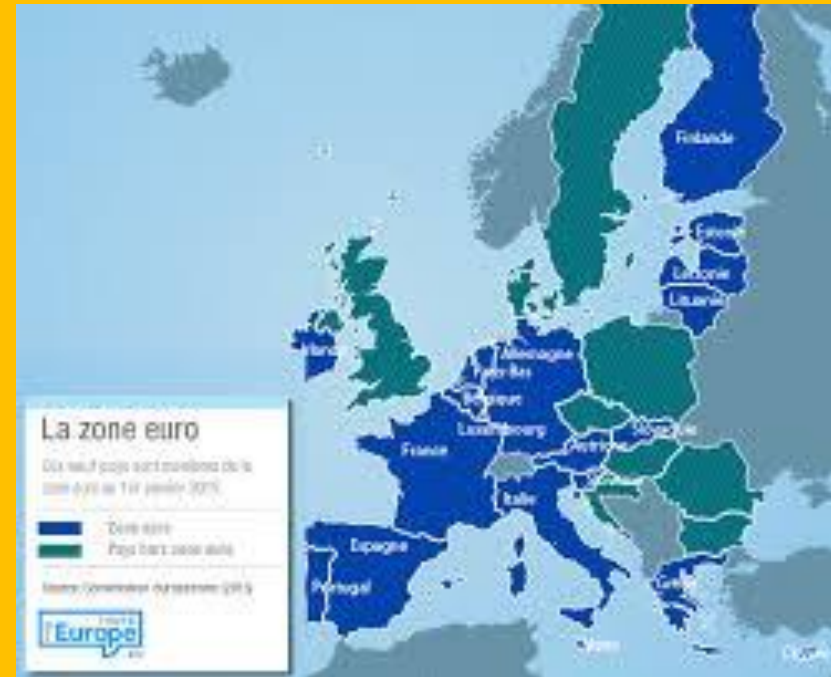 Finlande
Estonie
Lettonie
Lituanie
Irlande
Allemagne
Pays-Bas
Belgique
Luxembourg
Slovaquie
Autriche
France
Italie
Espagne
Portugal
Grèce
Malte
La zone euro
Dix-neuf pays sont membres de la
zone euro au 1er janvier 2015
Zone euro
Pays hors zone euro
Source: Commission européenne (2015)
TOUTE
l'Europe
.eu